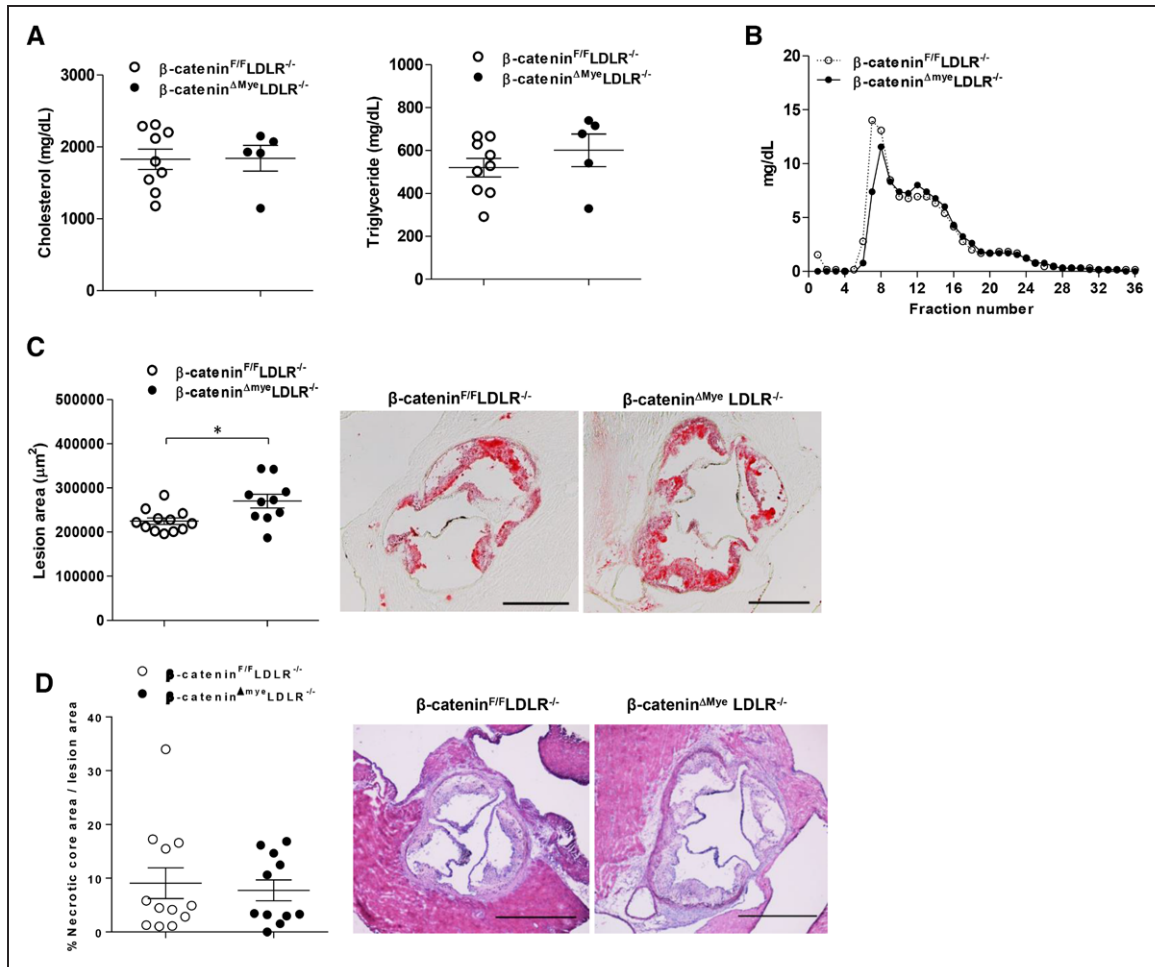 A
β-catenin^F/F LDLR^-/-
β-catenin^ΔMye LDLR^-/-
3000
2000
1000
0
Cholesterol (mg/dL)
β-catenin^F/F LDLR^-/-
β-catenin^ΔMye LDLR^-/-
1000
800
600
400
200
0
Triglyceride (mg/dL)
B
β-catenin^F/F LDLR^-/-
β-catenin^Δmye LDLR^-/-
20
15
10
5
0
mg/dL
0 4 8 12 16 20 24 28 32 36
Fraction number
C
β-catenin^F/F LDLR^-/-
β-catenin^Δmye LDLR^-/-
500000
400000
300000
200000
100000
0
Lesion area (μm²)
*
β-catenin^F/F LDLR^-/-
β-catenin^ΔMye LDLR^-/-
D
β-catenin^F/F LDLR^-/-
β-catenin^▲mye LDLR^-/-
40
30
20
10
0
% Necrotic core area / lesion area
β-catenin^F/F LDLR^-/-
β-catenin^ΔMye LDLR^-/-